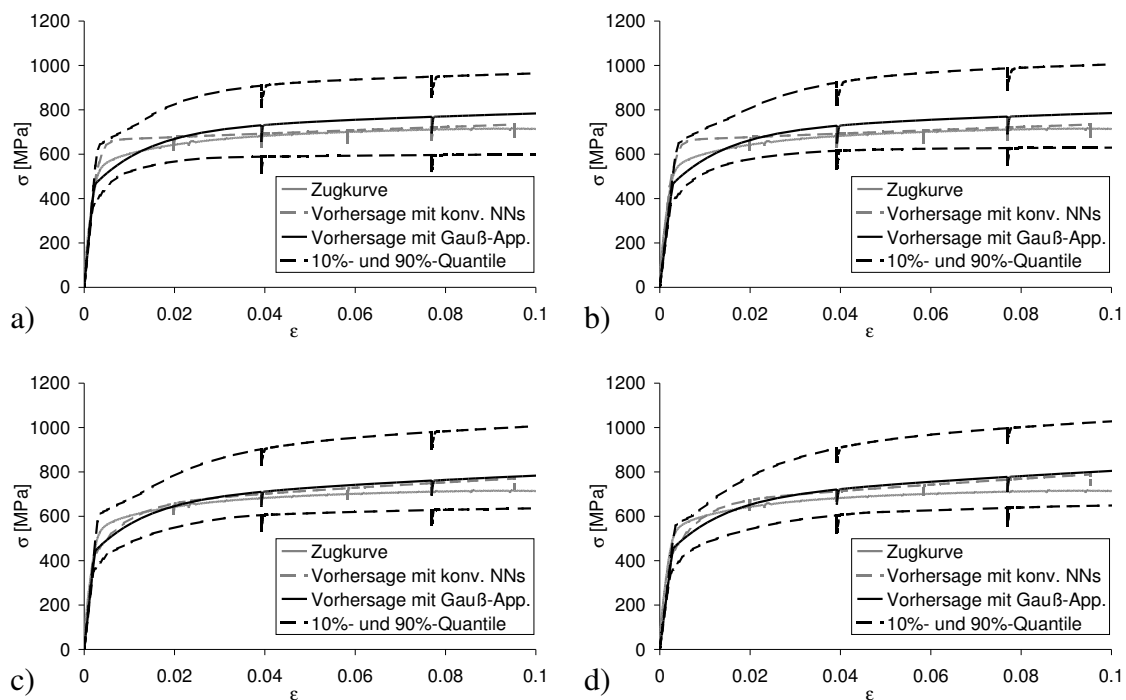 1200
1000
800
600
400
200
0
σ [MPa]
0
0.02
0.04
0.06
0.08
0.1
ε
Zugkurve
Vorhersage mit konv. NNs
Vorhersage mit Gauß-App.
10%- und 90%-Quantile
a)
1200
1000
800
600
400
200
0
σ [MPa]
0
0.02
0.04
0.06
0.08
0.1
ε
Zugkurve
Vorhersage mit konv. NNs
Vorhersage mit Gauß-App.
10%- und 90%-Quantile
b)
1200
1000
800
600
400
200
0
σ [MPa]
0
0.02
0.04
0.06
0.08
0.1
ε
Zugkurve
Vorhersage mit konv. NNs
Vorhersage mit Gauß-App.
10%- und 90%-Quantile
c)
1200
1000
800
600
400
200
0
σ [MPa]
0
0.02
0.04
0.06
0.08
0.1
ε
Zugkurve
Vorhersage mit konv. NNs
Vorhersage mit Gauß-App.
10%- und 90%-Quantile
d)